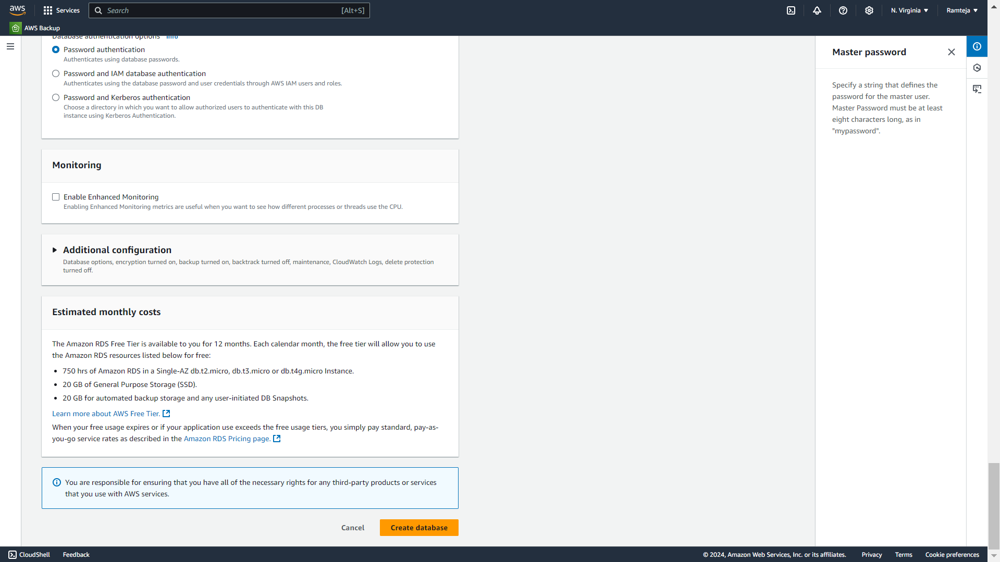 aws
Services
Search
[Alt+S]
N. Virginia
Ramteja
AWS Backup
Database authentication options Info
Password authentication
Authenticates using database passwords.
Password and IAM database authentication
Authenticates using the database password and user credentials through AWS IAM users and roles.
Password and Kerberos authentication
Choose a directory in which you want to allow authorized users to authenticate with this DB
instance using Kerberos Authentication.
Monitoring
Enable Enhanced Monitoring
Enabling Enhanced Monitoring metrics are useful when you want to see how different processes or threads use the CPU.
Additional configuration
Database options, encryption turned on, backup turned on, backtrack turned off, maintenance, CloudWatch Logs, delete protection
turned off.
Estimated monthly costs
The Amazon RDS Free Tier is available to you for 12 months. Each calendar month, the free tier will allow you to use
the Amazon RDS resources listed below for free:
• 750 hrs of Amazon RDS in a Single-AZ db.t2.micro, db.t3.micro or db.t4g.micro Instance.
• 20 GB of General Purpose Storage (SSD).
• 20 GB for automated backup storage and any user-initiated DB Snapshots.
Learn more about AWS Free Tier.
When your free usage expires or if your application use exceeds the free usage tiers, you simply pay standard, pay-as-
you-go service rates as described in the Amazon RDS Pricing page.
You are responsible for ensuring that you have all of the necessary rights for any third-party products or services
that you use with AWS services.
Cancel
Create database
Master password
Specify a string that defines the
password for the master user.
Master Password must be at least
eight characters long, as in
"mypassword".
CloudShell
Feedback
© 2024, Amazon Web Services, Inc. or its affiliates.
Privacy
Terms
Cookie preferences